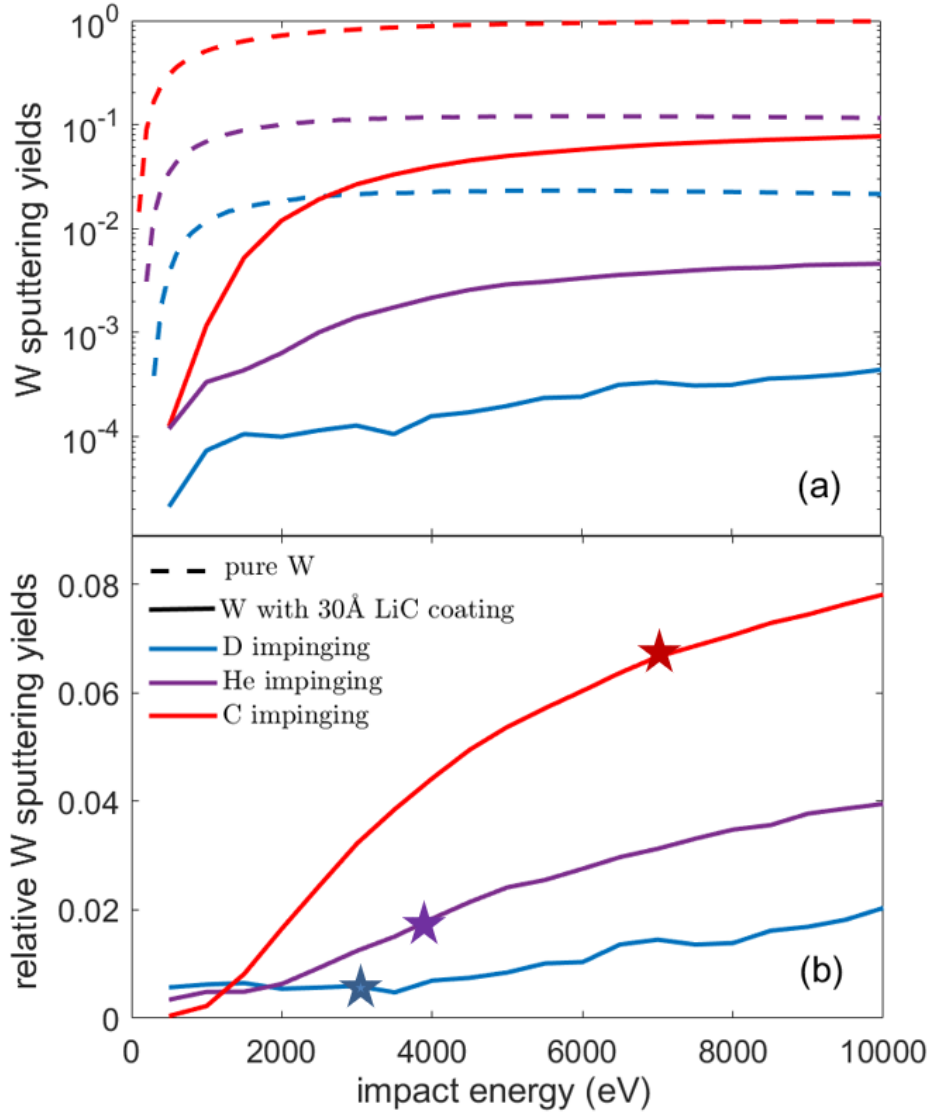 10^0
10^-1
10^-2
10^-3
10^-4
W sputtering yields
(a)
pure W
W with 30Å LiC coating
D impinging
He impinging
C impinging
0.08
0.06
0.04
0.02
0
relative W sputtering yields
(b)
0 2000 4000 6000 8000 10000
impact energy (eV)